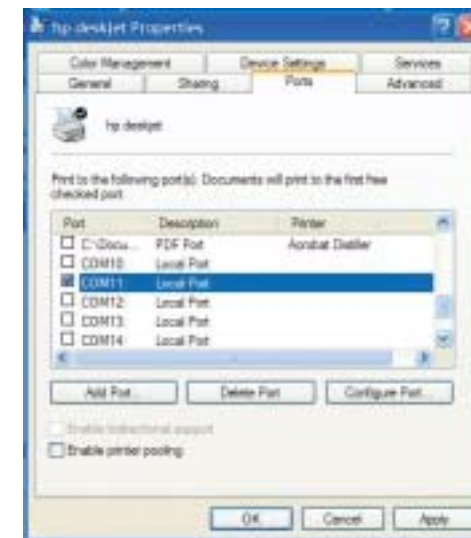 hp deskjet Properties
Color Management Device Settings Services
General Sharing Ports Advanced
hp deskjet
Print to the following port(s). Documents will print to the first free
checked port.
Port Description Printer
C:\Docu... PDF Port Acrobat Distiller
COM10 Local Port
COM11 Local Port
COM12 Local Port
COM13 Local Port
COM14 Local Port
Add Port... Delete Port Configure Port...
Enable bidirectional support
Enable printer pooling
OK Cancel Apply